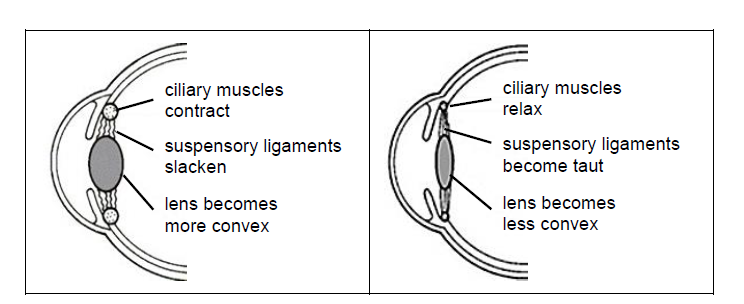 ciliary muscles
contract
suspensory ligaments
slacken
lens becomes
more convex
ciliary muscles
relax
suspensory ligaments
become taut
lens becomes
less convex